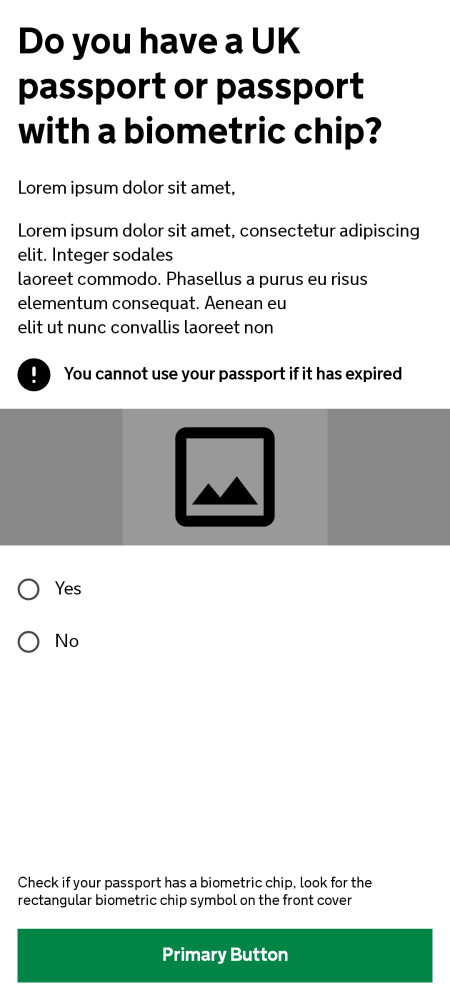 Do you have a UK
passport or passport
with a biometric chip?
Lorem ipsum dolor sit amet,
Lorem ipsum dolor sit amet, consectetur adipiscing
elit. Integer sodales
laoreet commodo. Phasellus a purus eu risus
elementum consequat. Aenean eu
elit ut nunc convallis laoreet non
You cannot use your passport if it has expired
Yes
No
Check if your passport has a biometric chip, look for the
rectangular biometric chip symbol on the front cover
Primary Button